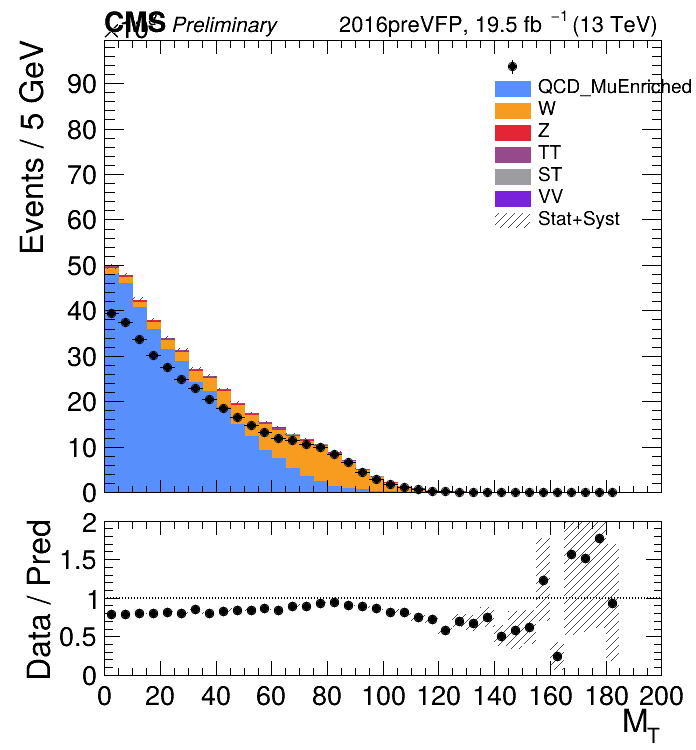 CMS Preliminary 2016preVFP, 19.5 fb⁻¹ (13 TeV)
Events / 5 GeV
90
80
70
60
50
40
30
20
10
0
QCD_MuEnriched
W
Z
TT
ST
VV
Stat+Syst
Data / Pred
2
1.5
1
0.5
0
0 20 40 60 80 100 120 140 160 180 200
M_T